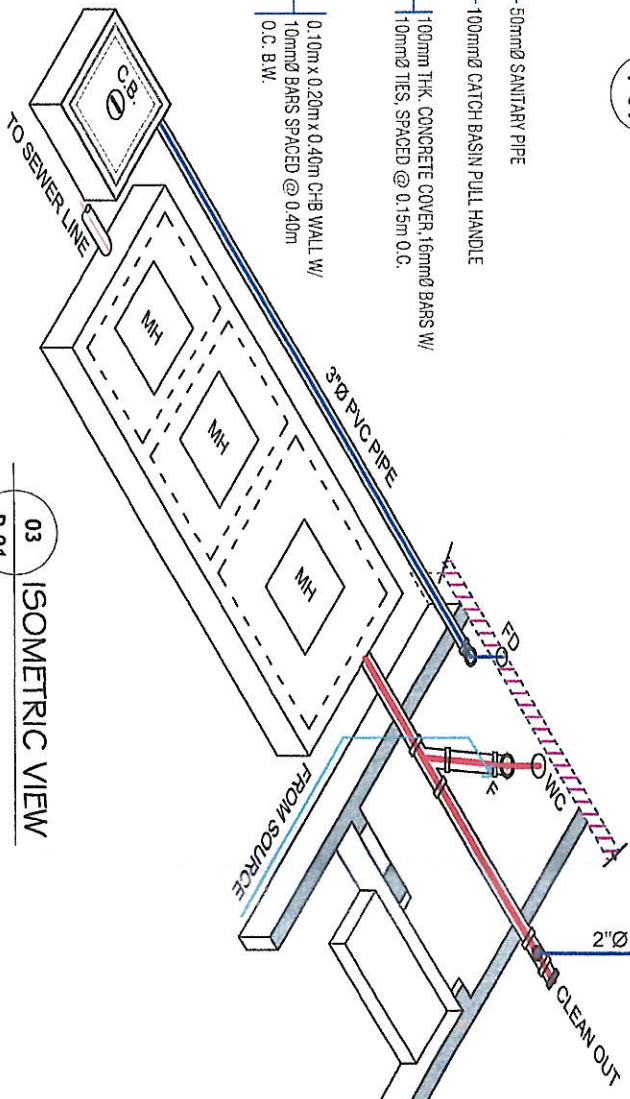 50mmØ SANITARY PIPE
100mmØ CATCH BASIN PULL HANDLE
100mm THK. CONCRETE COVER,16mmØ BARS W/
10mmØ TIES, SPACED @ 0.15m O.C.
0.10m x 0.20m x 0.40m CHB WALL W/
10mmØ BARS SPACED @ 0.40m
O.C. B.W.
C.B.
TO SEWER LINE
MH
MH
MH
3"Ø PVC PIPE
FD
WC
F
FROM SOURCE
2"Ø
CLEAN OUT
03
ISOMETRIC VIEW